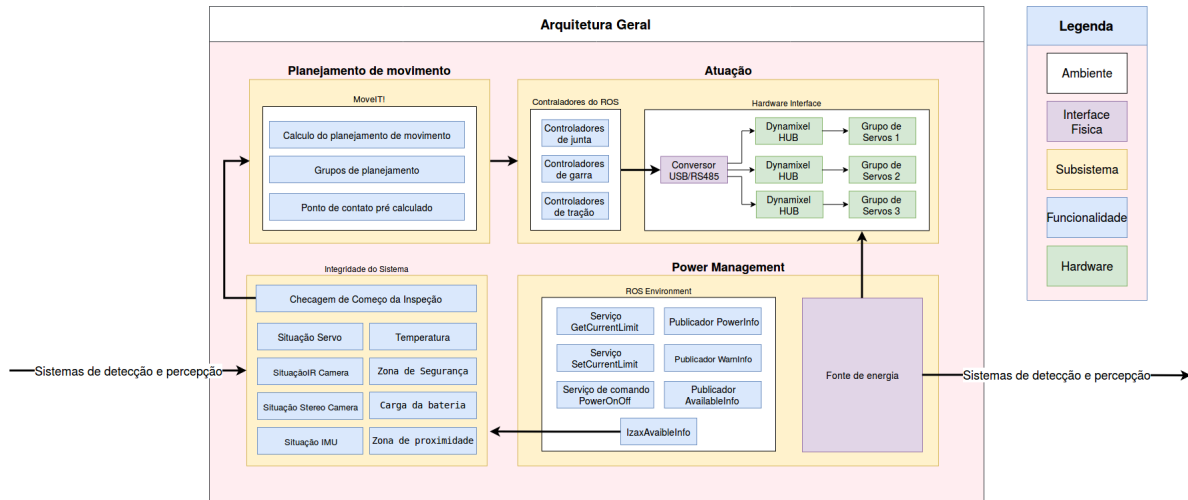 Arquitetura Geral
Legenda
Ambiente
Interface
Fisica
Subsistema
Funcionalidade
Hardware
Planejamento de movimento
MoveIT!
Calculo do planejamento de movimento
Grupos de planejamento
Ponto de contato pré calculado
Atuação
Contraladores do ROS
Controladores
de junta
Controladores
de garra
Controladores
de tração
Hardware Interface
Conversor
USB/RS485
Dynamixel
HUB
Grupo de
Servos 1
Dynamixel
HUB
Grupo de
Servos 2
Dynamixel
HUB
Grupo de
Servos 3
Integridade do Sistema
Checagem de Começo da Inspeção
Situação Servo
Temperatura
SituaçãoIR Camera
Zona de Segurança
Situação Stereo Camera
Carga da bateria
Situação IMU
Zona de proximidade
Power Management
ROS Environment
Serviço
GetCurrentLimit
Publicador PowerInfo
Serviço
SetCurrentLimit
Publicador WarnInfo
Serviço de comando
PowerOnOff
Publicador
AvailableInfo
IzaxAvaibleInfo
Fonte de energia
Sistemas de detecção e percepção
Sistemas de detecção e percepção